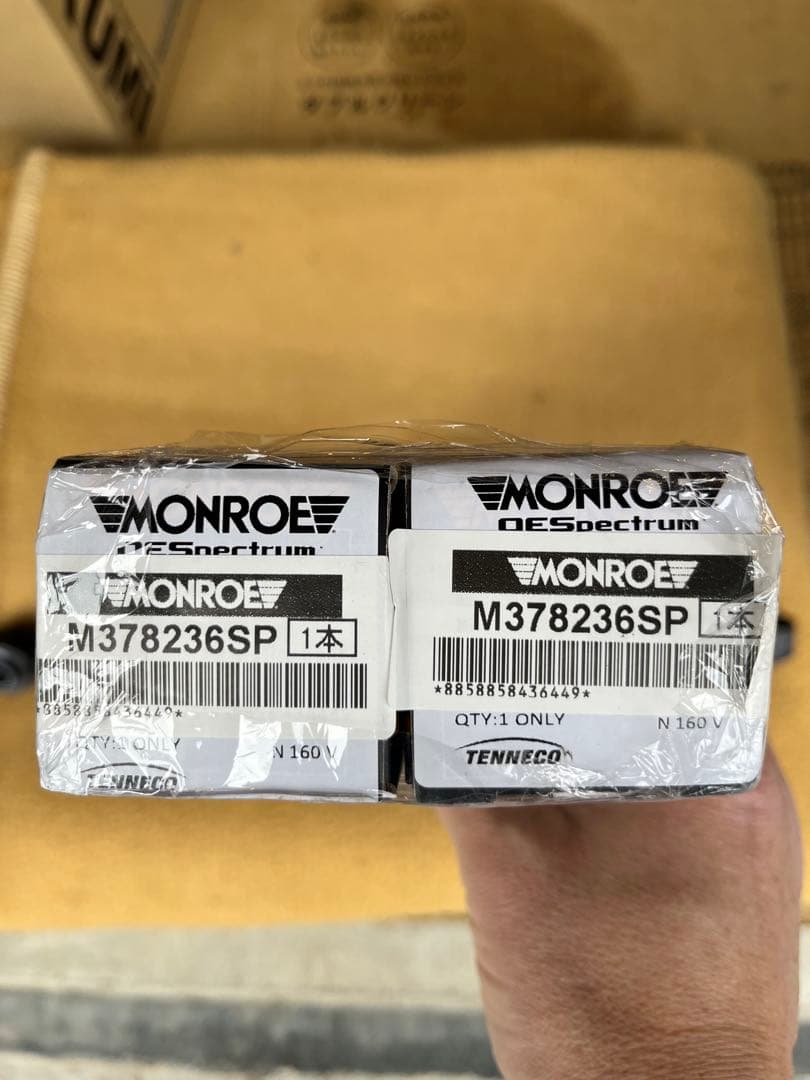 MONROE
OESpectrum
MONROE
M378236SP 1本
*8858858436449*
QTY:1 ONLY N 160 V
TENNECO
MONROE
OESpectrum
MONROE
M378236SP 1本
*8858858436449*
QTY:1 ONLY N 160 V
TENNECO